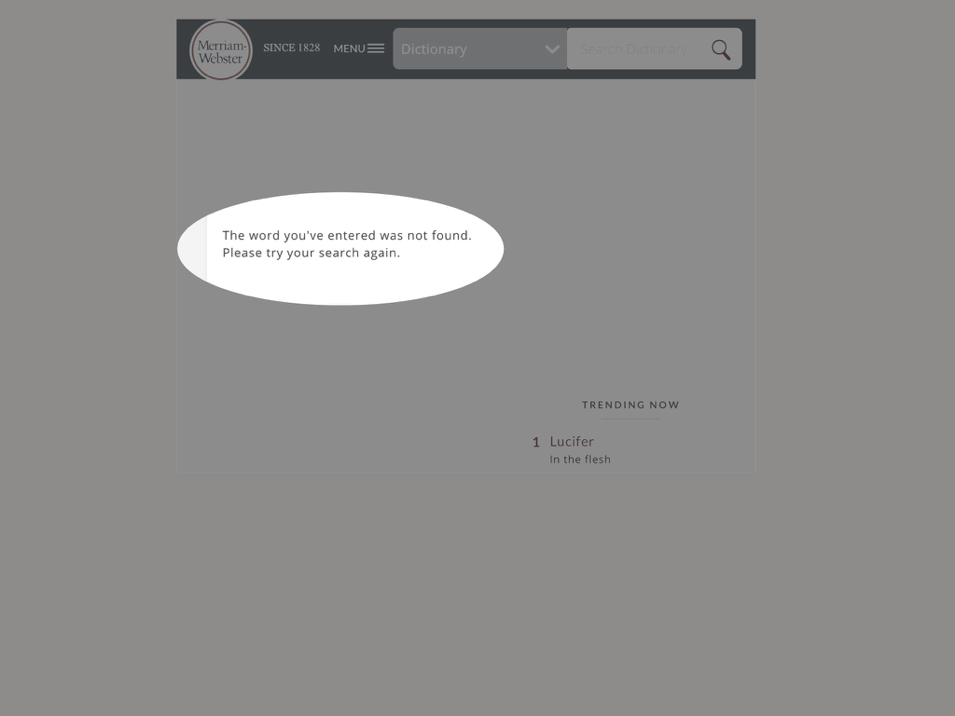 Merriam-
Webster
SINCE 1828
MENU
Dictionary
Search Dictionary
The word you've entered was not found.
Please try your search again.
TRENDING NOW
1 Lucifer
In the flesh